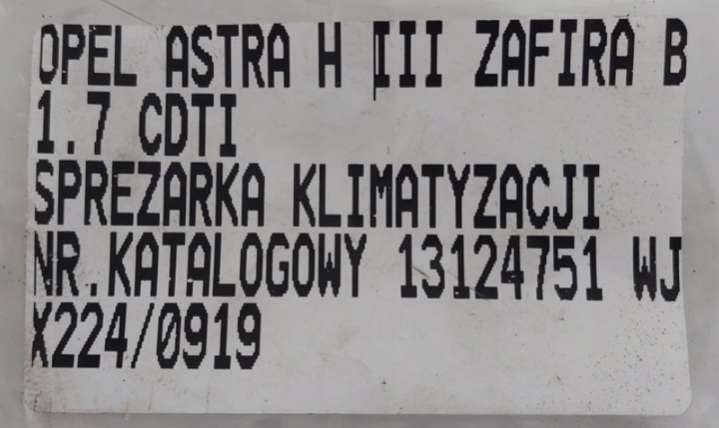 OPEL ASTRA H III ZAFIRA B
1.7 CDTI
SPREZARKA KLIMATYZACJI
NR.KATALOGOWY 13124751 WJ
X224/0919